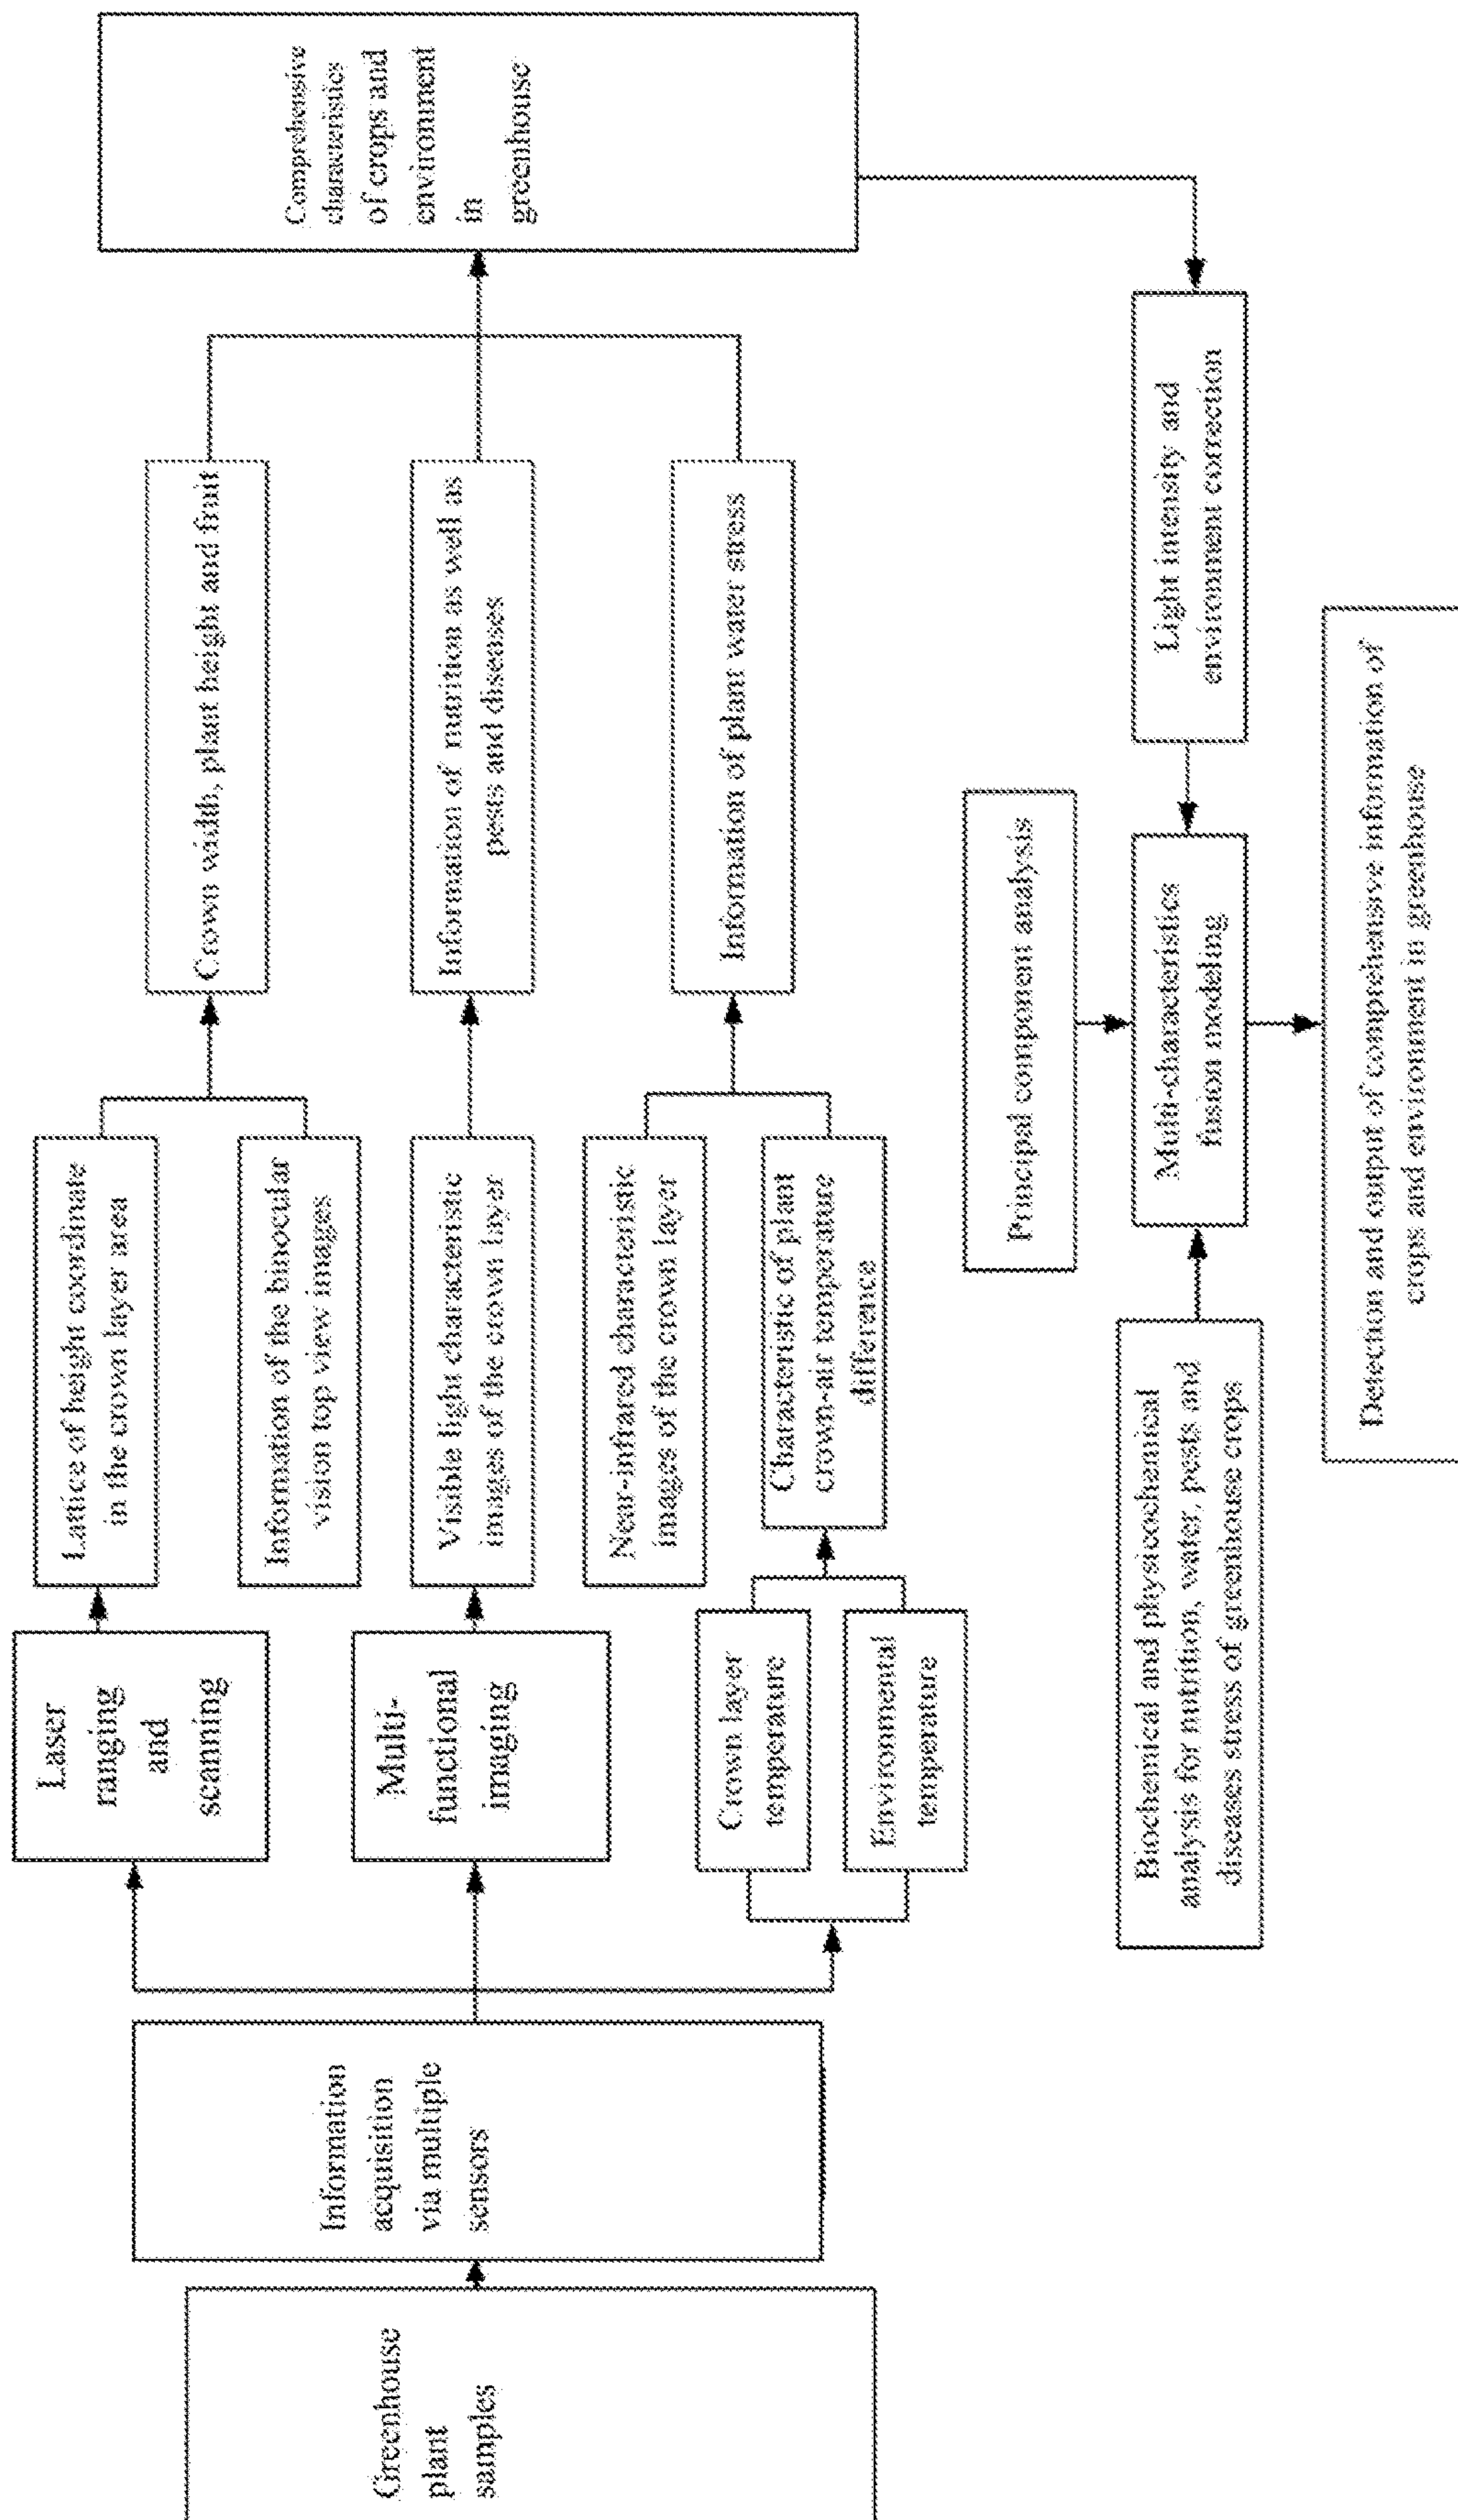 Greenhouse
plant
samples
Information
acquisition
via multiple
sensors
Laser
ranging
and
scanning
Multi-
functional
imaging
Crown layer
temperature
Environmental
temperature
Lattice of height coordinate
in the crown layer area
Information of the binocular
vision top view images
Visible light characteristic
images of the crown layer
Near-infrared characteristic
images of the crown layer
Characteristic of plant
crown-air temperature
difference
Crown width, plant height and fruit
Information of nutrition as well as
pests and diseases
Information of plant water stress
Comprehensive
characteristics
of crops and
environment
in
greenhouse
Light intensity and
environment correction
Principal component analysis
Multi-characteristics
fusion modeling
Biochemical and physicochemical
analysis for nutrition, water, pests and
diseases stress of greenhouse crops
Detection and output of comprehensive information of
crops and environment in greenhouse